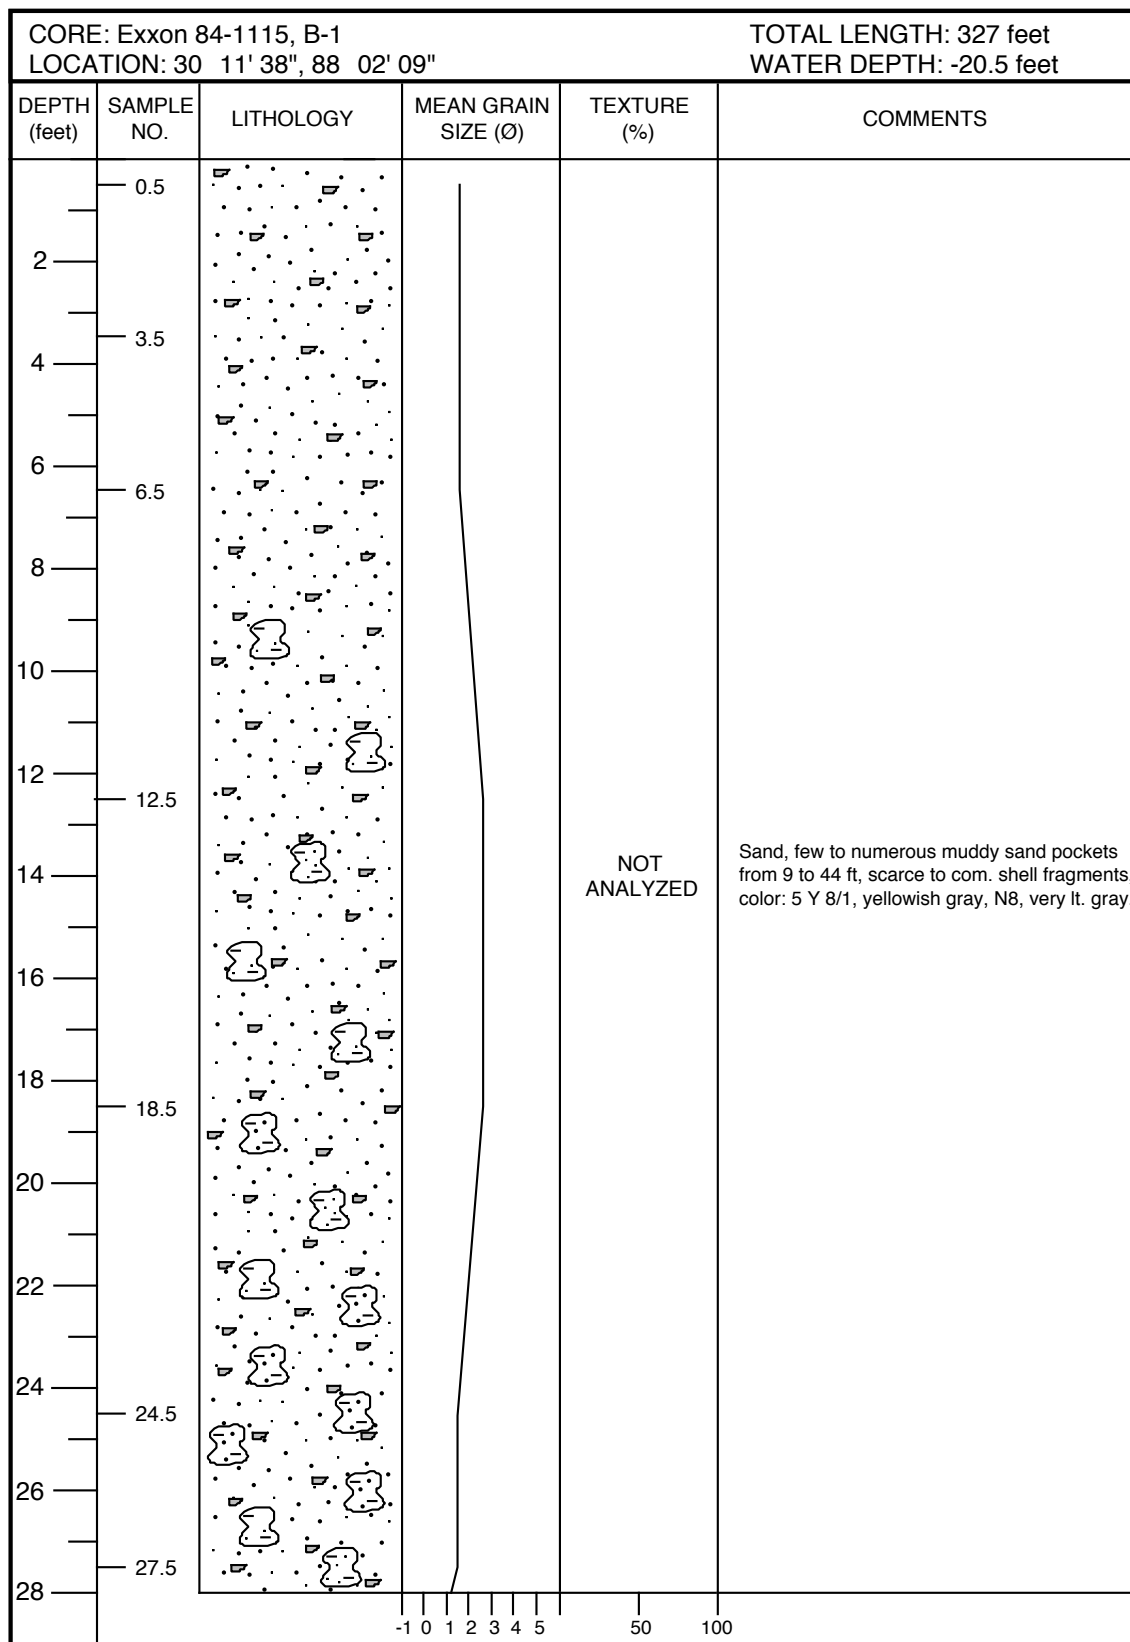 CORE: Exxon 84-1115, B-1
TOTAL LENGTH: 327 feet
LOCATION: 30 11' 38", 88 02' 09"
WATER DEPTH: -20.5 feet
DEPTH (feet)
SAMPLE NO.
LITHOLOGY
MEAN GRAIN SIZE (Ø)
TEXTURE (%)
COMMENTS
0.5
2
3.5
4
6
6.5
8
10
12
12.5
14
NOT
ANALYZED
Sand, few to numerous muddy sand pockets
from 9 to 44 ft, scarce to com. shell fragments,
color: 5 Y 8/1, yellowish gray, N8, very lt. gray
16
18
18.5
20
22
24
24.5
26
27.5
28
-1 0 1 2 3 4 5
50 100